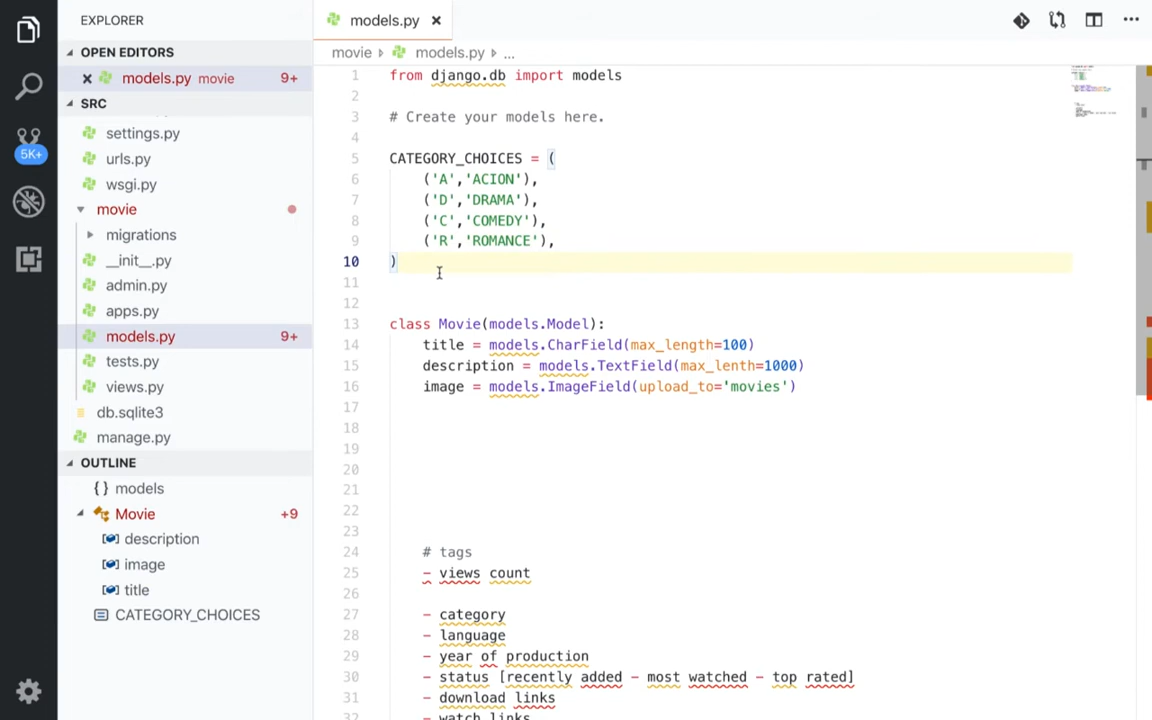 EXPLORER
OPEN EDITORS
models.py movie 9+
SRC
settings.py
urls.py
wsgi.py
movie
migrations
__init__.py
admin.py
apps.py
models.py 9+
tests.py
views.py
db.sqlite3
manage.py
OUTLINE
{} models
Movie +9
description
image
title
CATEGORY_CHOICES
5K+
models.py
movie models.py ...
1 from django.db import models
2
3 # Create your models here.
4
5 CATEGORY_CHOICES = (
6 ('A','ACION'),
7 ('D','DRAMA'),
8 ('C','COMEDY'),
9 ('R','ROMANCE'),
10 )
11
12
13 class Movie(models.Model):
14 title = models.CharField(max_length=100)
15 description = models.TextField(max_lenth=1000)
16 image = models.ImageField(upload_to='movies')
17
18
19
20
21
22
23
24 # tags
25 - views count
26
27 - category
28 - language
29 - year of production
30 - status [recently added - most watched - top rated]
31 - download links
32 - watch links